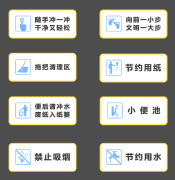 随手冲一冲
干净又轻松
向前一小步
文明一大步
拖把清理区
节约用纸
便后请冲水
废纸入纸篓
小便池
禁止吸烟
节约用水